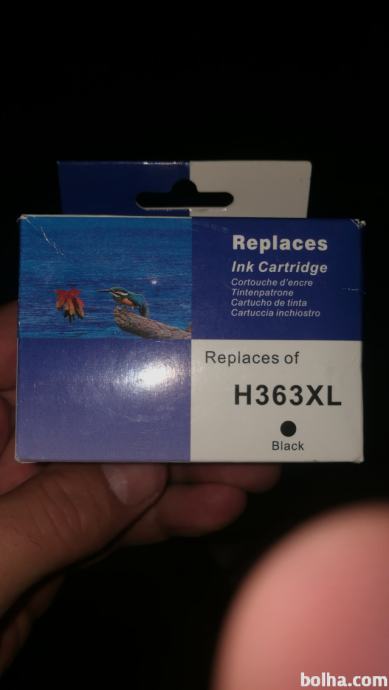 Replaces
Ink Cartridge
Cortouche d'encre
Tintenpatrone
Cartucho de tinta
Cartuccia inchiostro
Replaces of
H363XL
Black
bolha.com